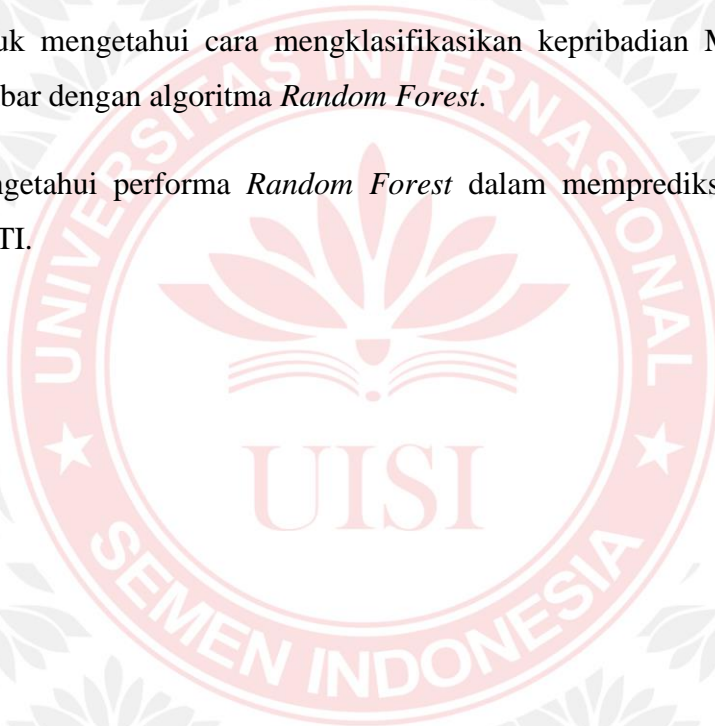 uk mengetahui cara mengklasifikasikan kepribadian M
bar dengan algoritma Random Forest.
ngetahui performa Random Forest dalam memprediks
TI.
UNIVERSITAS INTERNASIONAL
UISI
SEMEN INDONESIA